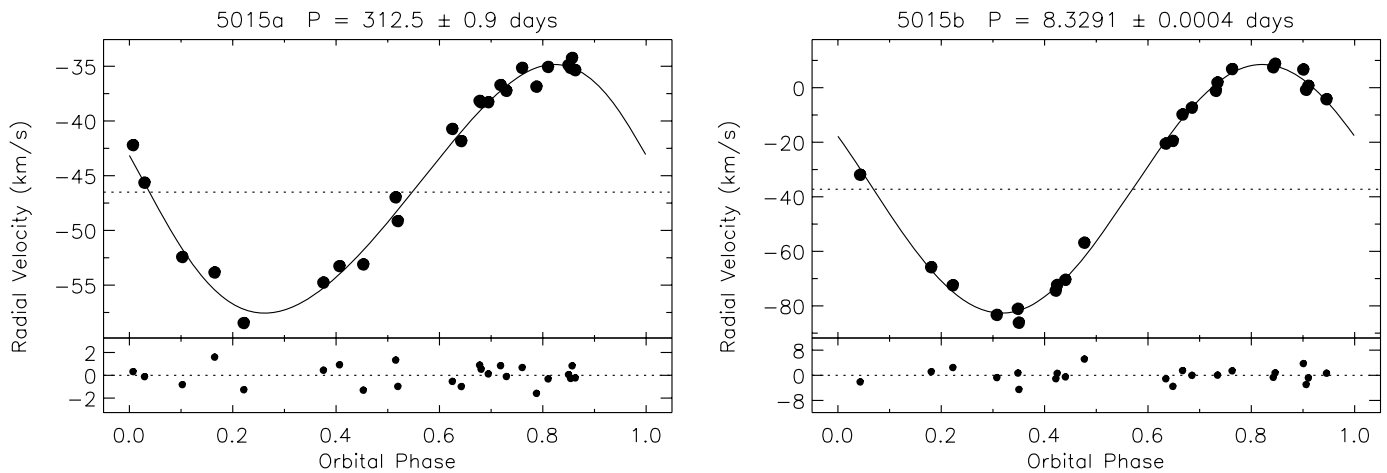 5015a P = 312.5 ± 0.9 days
Radial Velocity (km/s)
−35
−40
−45
−50
−55
2
0
−2
0.0 0.2 0.4 0.6 0.8 1.0
Orbital Phase
5015b P = 8.3291 ± 0.0004 days
Radial Velocity (km/s)
0
−20
−40
−60
−80
8
0
−8
0.0 0.2 0.4 0.6 0.8 1.0
Orbital Phase